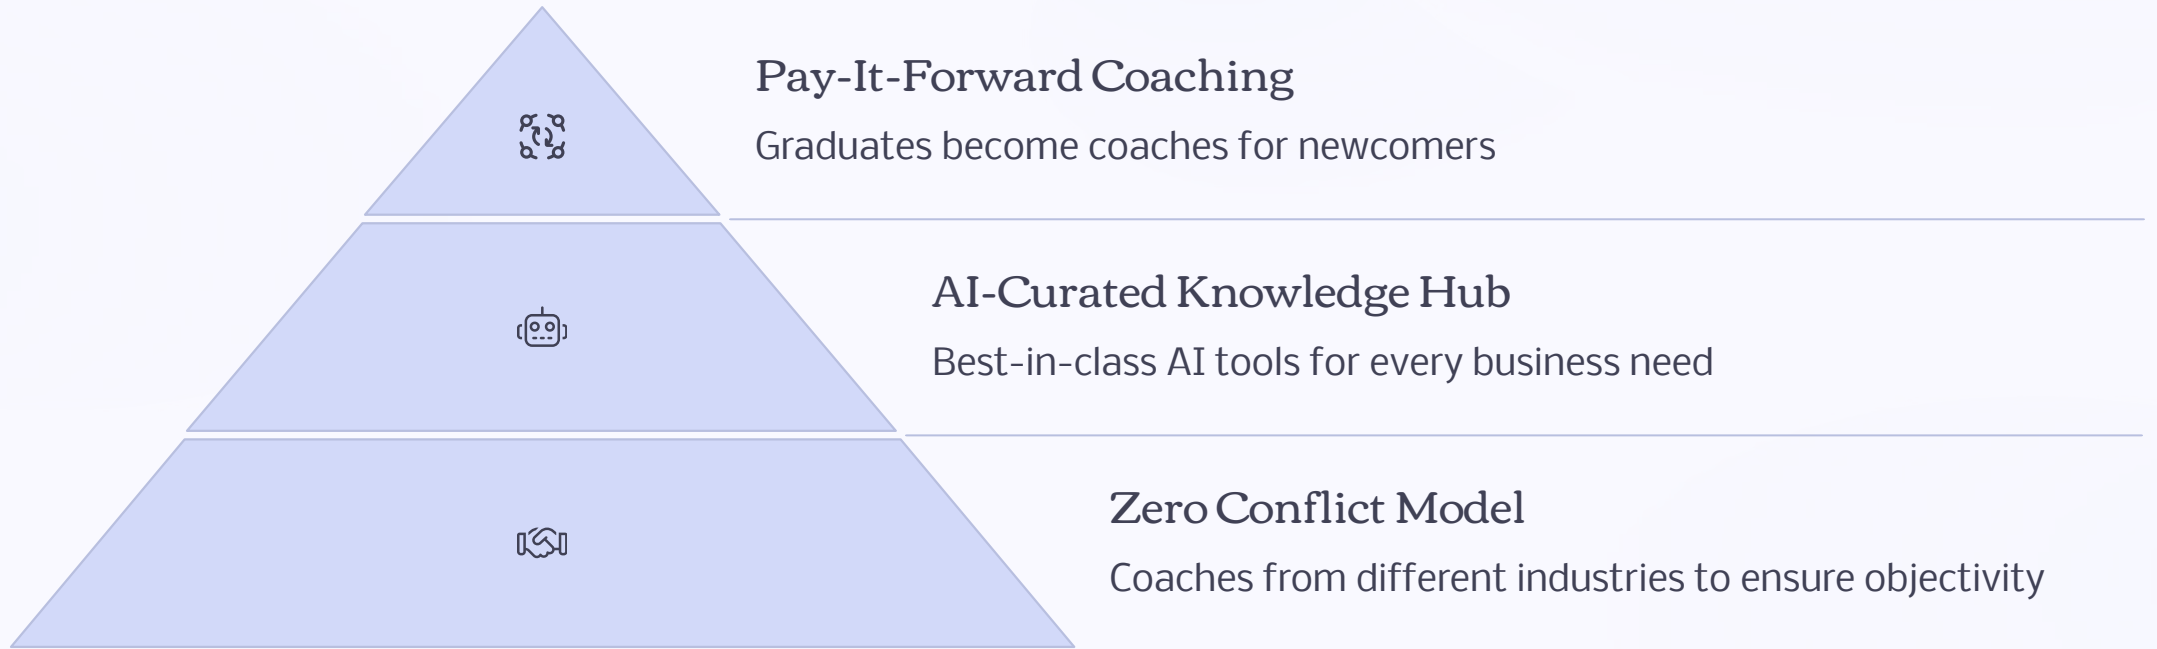 Pay-It-Forward Coaching
Graduates become coaches for newcomers
AI-Curated Knowledge Hub
Best-in-class AI tools for every business need
Zero Conflict Model
Coaches from different industries to ensure objectivity